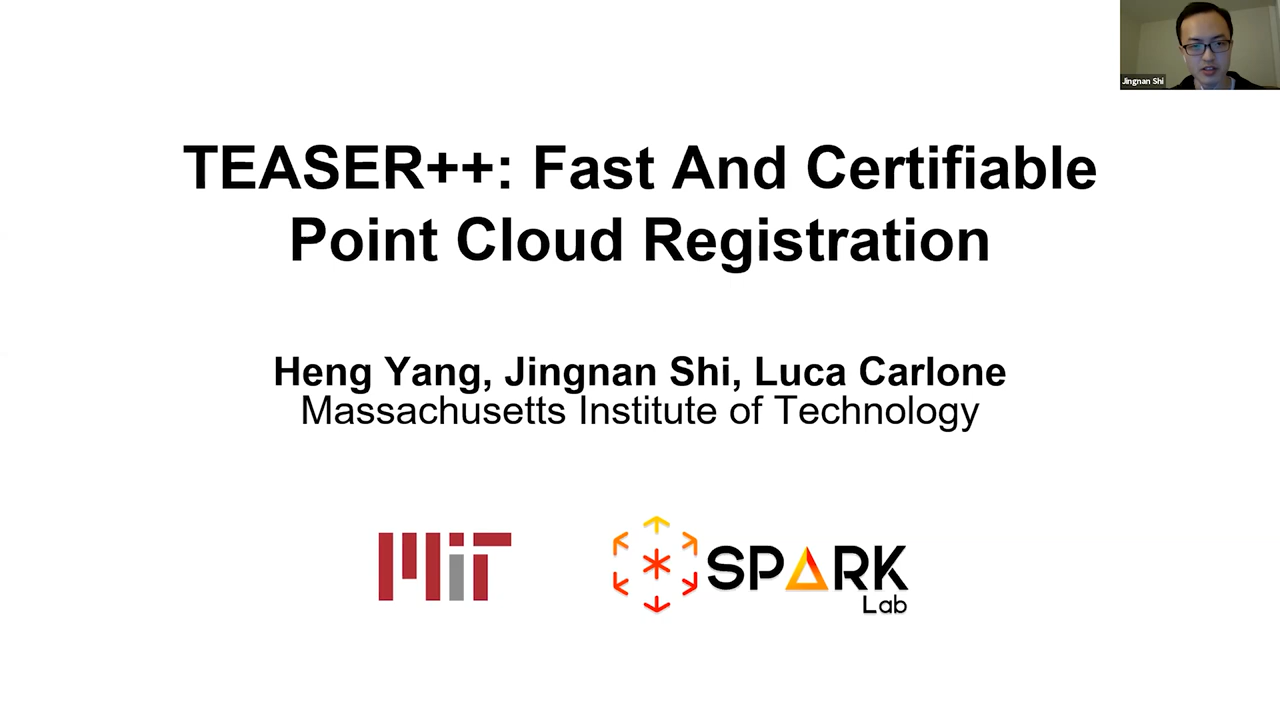 Jingnan Shi
TEASER++: Fast And Certifiable
Point Cloud Registration
Heng Yang, Jingnan Shi, Luca Carlone
Massachusetts Institute of Technology
MIT
SPARK
Lab